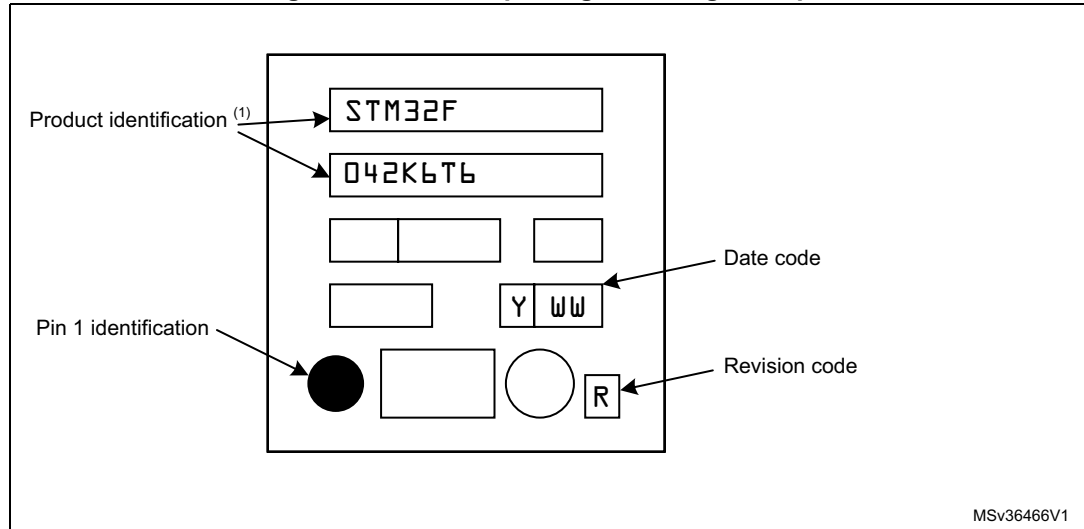 Product identification (1)
STM32F
042K6T6
Date code
Y WW
Pin 1 identification
Revision code
R
MSv36466V1